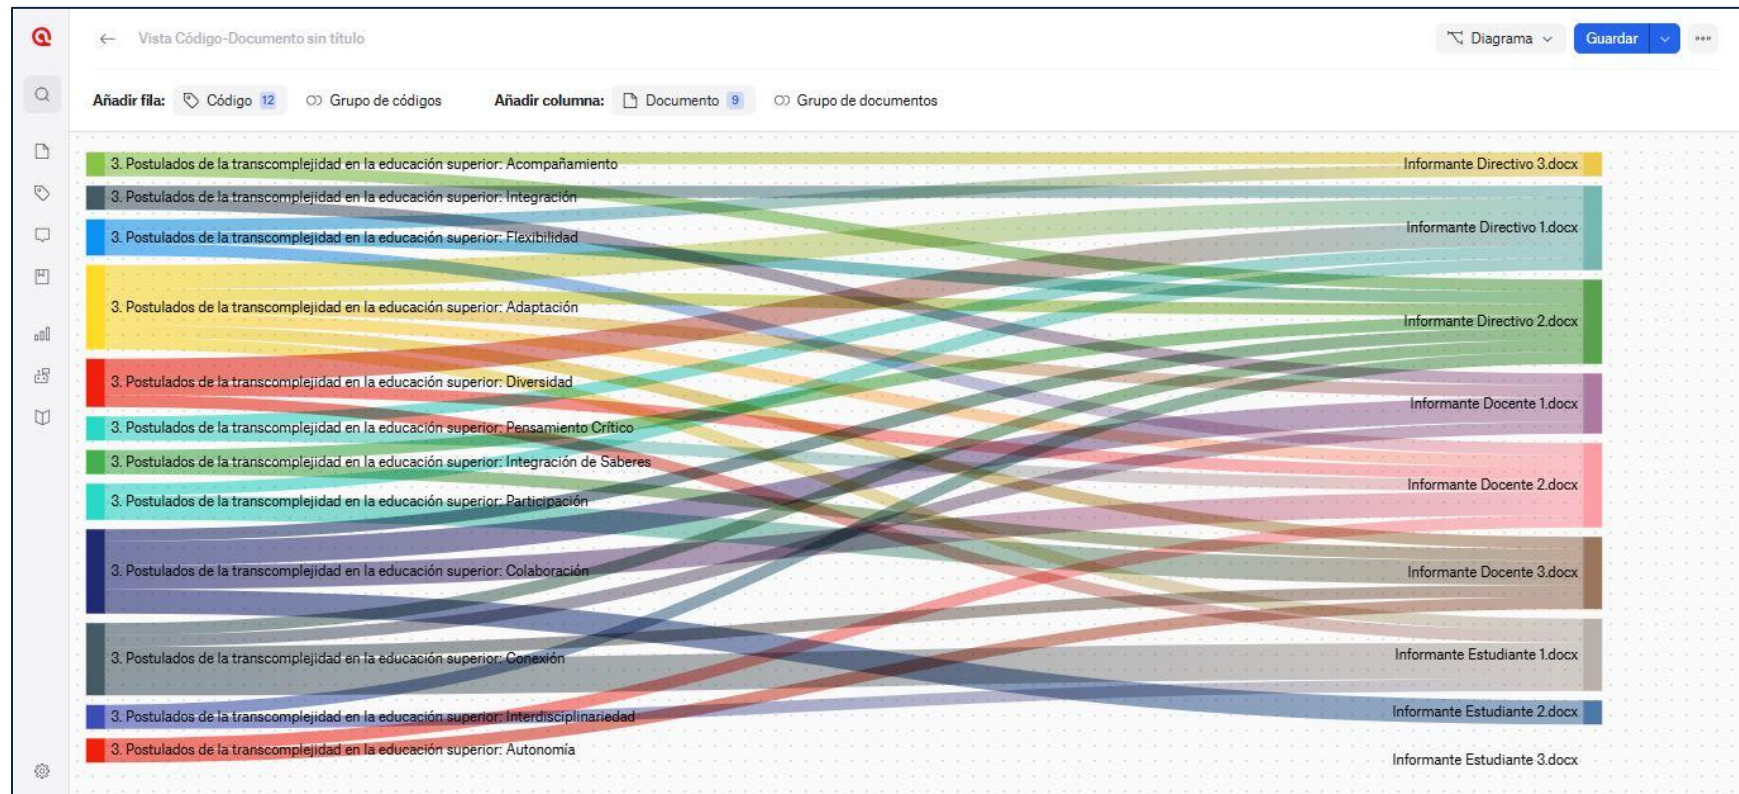 Vista Código-Documento sin título
Diagrama
Guardar
Añadir fila: Código 12 Grupo de códigos Añadir columna: Documento 9 Grupo de documentos
3. Postulados de la transcomplejidad en la educación superior: Acompañamiento
3. Postulados de la transcomplejidad en la educación superior: Integración
3. Postulados de la transcomplejidad en la educación superior: Flexibilidad
3. Postulados de la transcomplejidad en la educación superior: Adaptación
3. Postulados de la transcomplejidad en la educación superior: Diversidad
3. Postulados de la transcomplejidad en la educación superior: Pensamiento Crítico
3. Postulados de la transcomplejidad en la educación superior: Integración de Saberes
3. Postulados de la transcomplejidad en la educación superior: Participación
3. Postulados de la transcomplejidad en la educación superior: Colaboración
3. Postulados de la transcomplejidad en la educación superior: Conexión
3. Postulados de la transcomplejidad en la educación superior: Interdisciplinariedad
3. Postulados de la transcomplejidad en la educación superior: Autonomía
Informante Directivo 3.docx
Informante Directivo 1.docx
Informante Directivo 2.docx
Informante Docente 1.docx
Informante Docente 2.docx
Informante Docente 3.docx
Informante Estudiante 1.docx
Informante Estudiante 2.docx
Informante Estudiante 3.docx